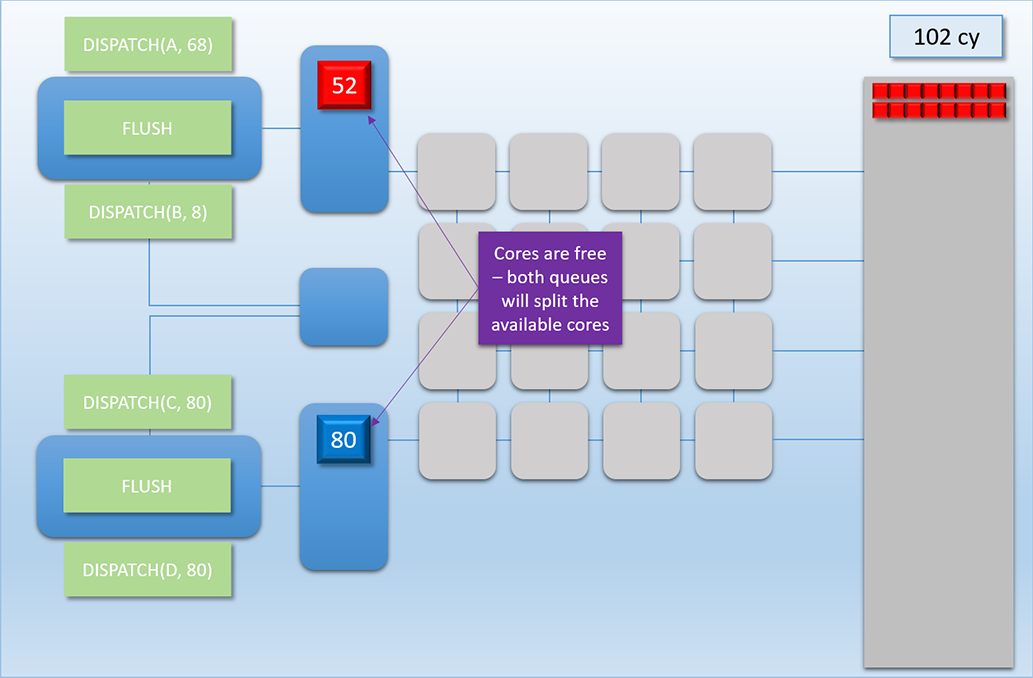 DISPATCH(A, 68)
52
102 cy
FLUSH
DISPATCH(B, 8)
Cores are free
– both queues
will split the
available cores
DISPATCH(C, 80)
80
FLUSH
DISPATCH(D, 80)